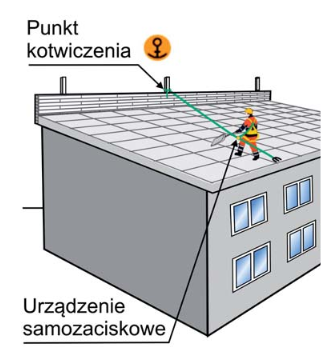 Punkt
kotwiczenia
Urządzenie
samozaciskowe